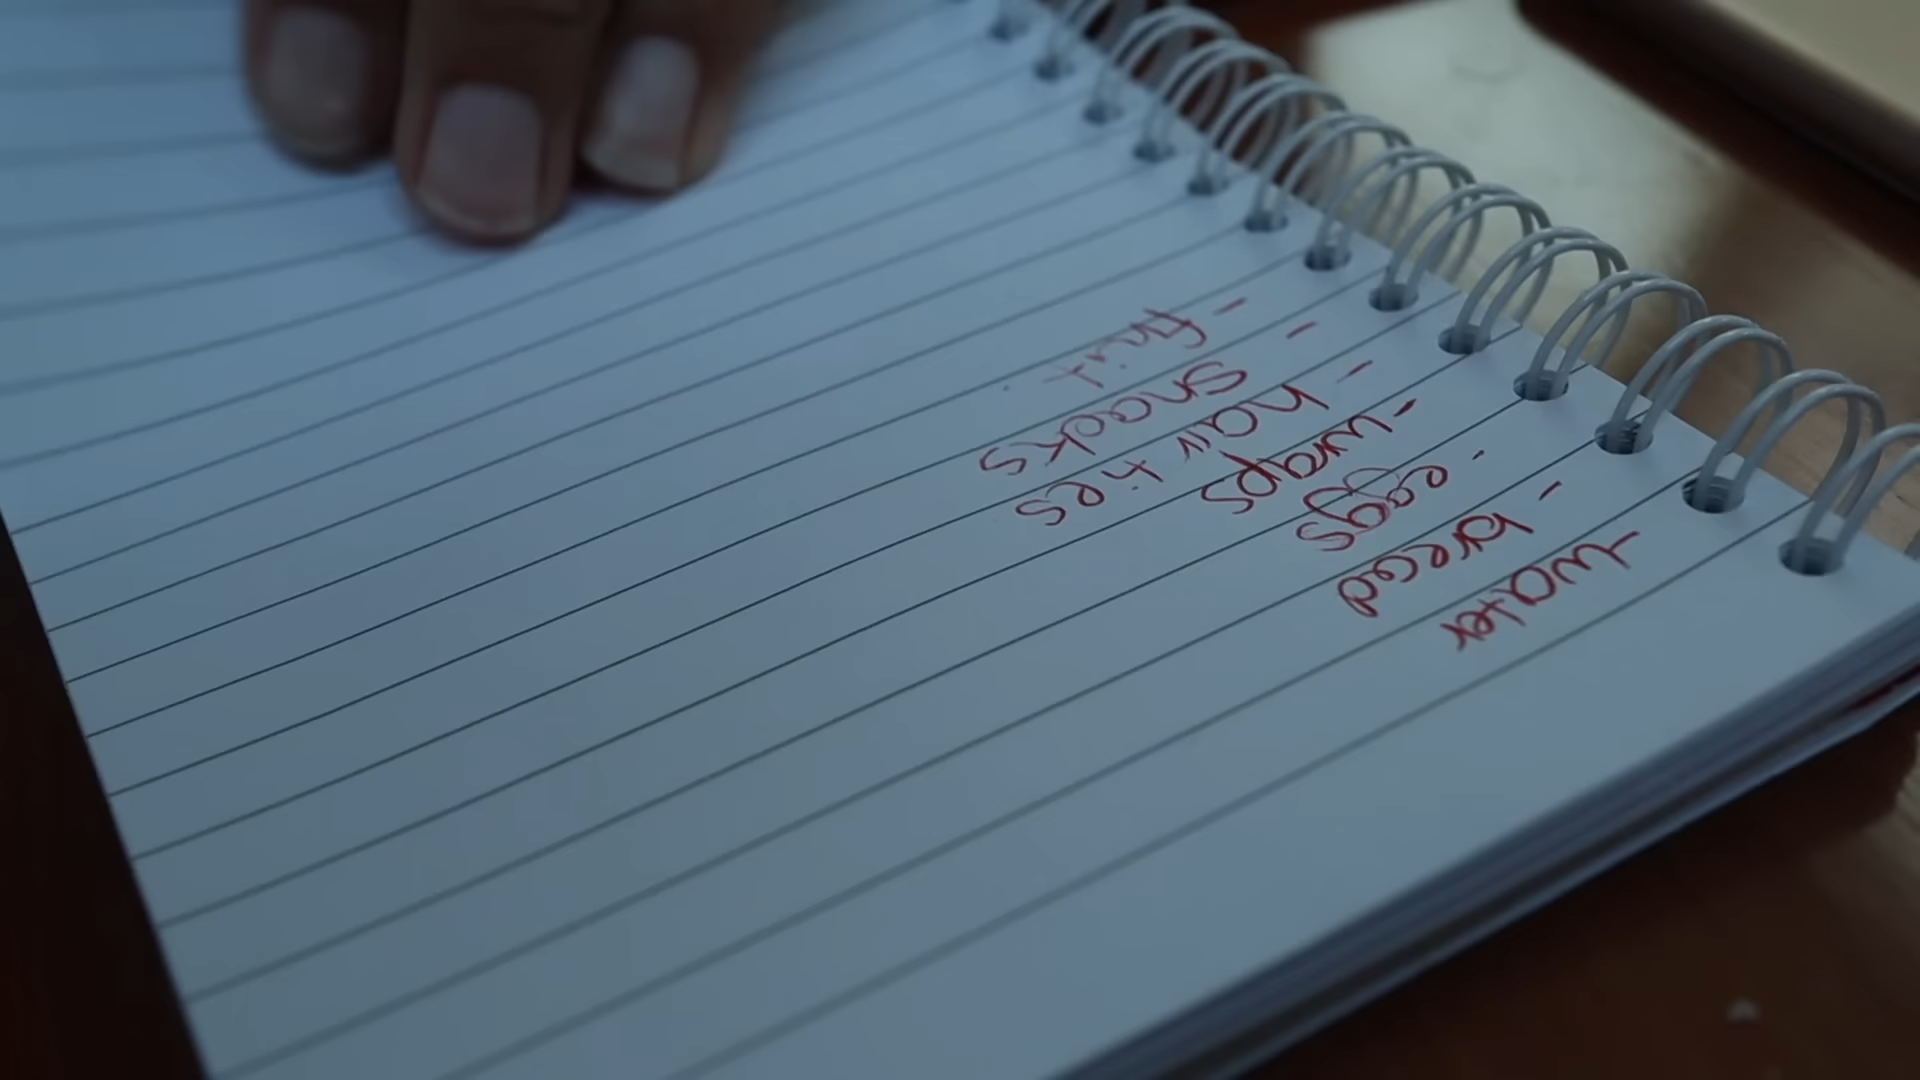 - water
- bread
- eggs
- wraps
- hair ties
- snacks
- fruit